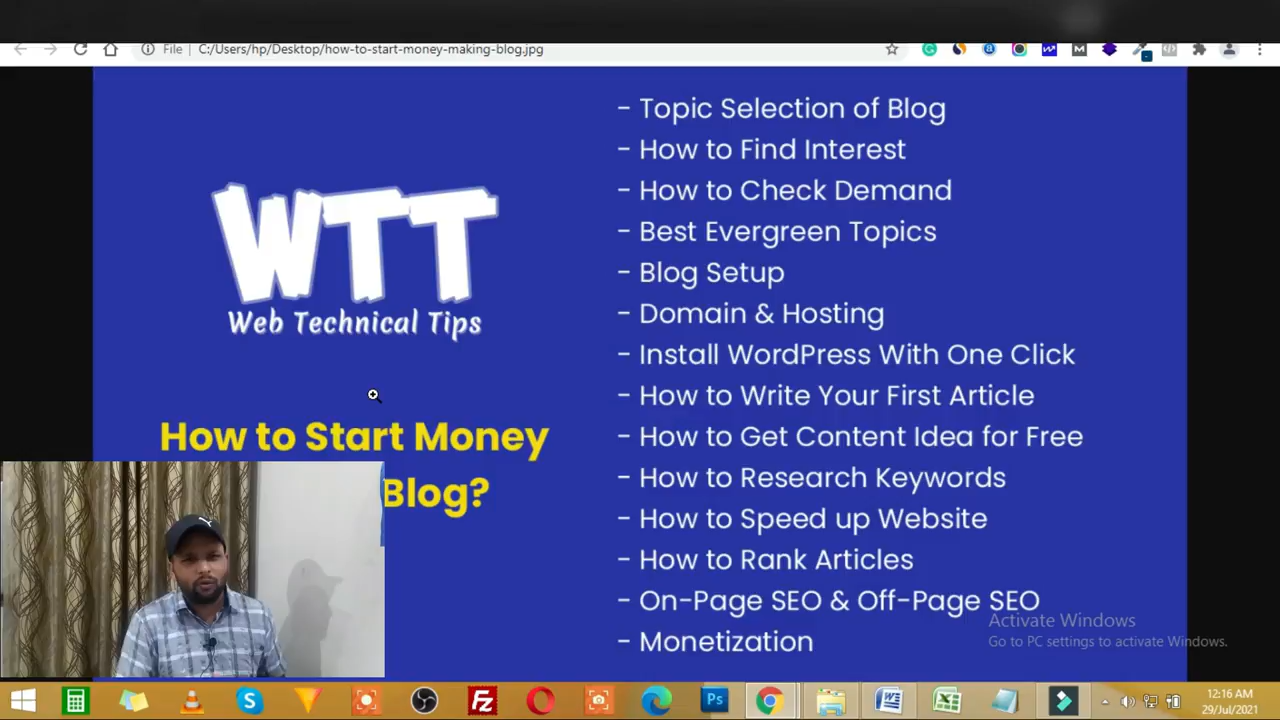 File
C:/Users/hp/Desktop/how-to-start-money-making-blog.jpg
WTT
Web Technical Tips
How to Start Money
Blog?
- Topic Selection of Blog
- How to Find Interest
- How to Check Demand
- Best Evergreen Topics
- Blog Setup
- Domain & Hosting
- Install WordPress With One Click
- How to Write Your First Article
- How to Get Content Idea for Free
- How to Research Keywords
- How to Speed up Website
- How to Rank Articles
- On-Page SEO & Off-Page SEO
- Monetization
Activate Windows
Go to PC settings to activate Windows.
12:16 AM
29/Jul/2021